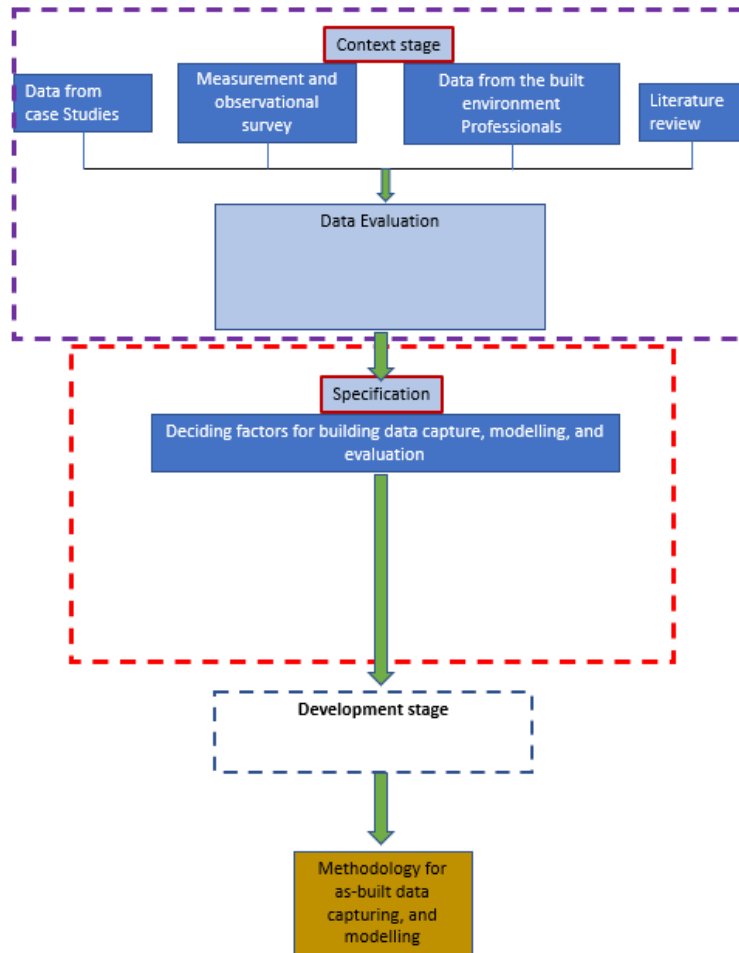 Context stage
Data from
case Studies
Measurement and
observational
survey
Data from the built
environment
Professionals
Literature
review
Data Evaluation
Specification
Deciding factors for building data capture, modelling, and
evaluation
Development stage
Methodology for
as-built data
capturing, and
modelling